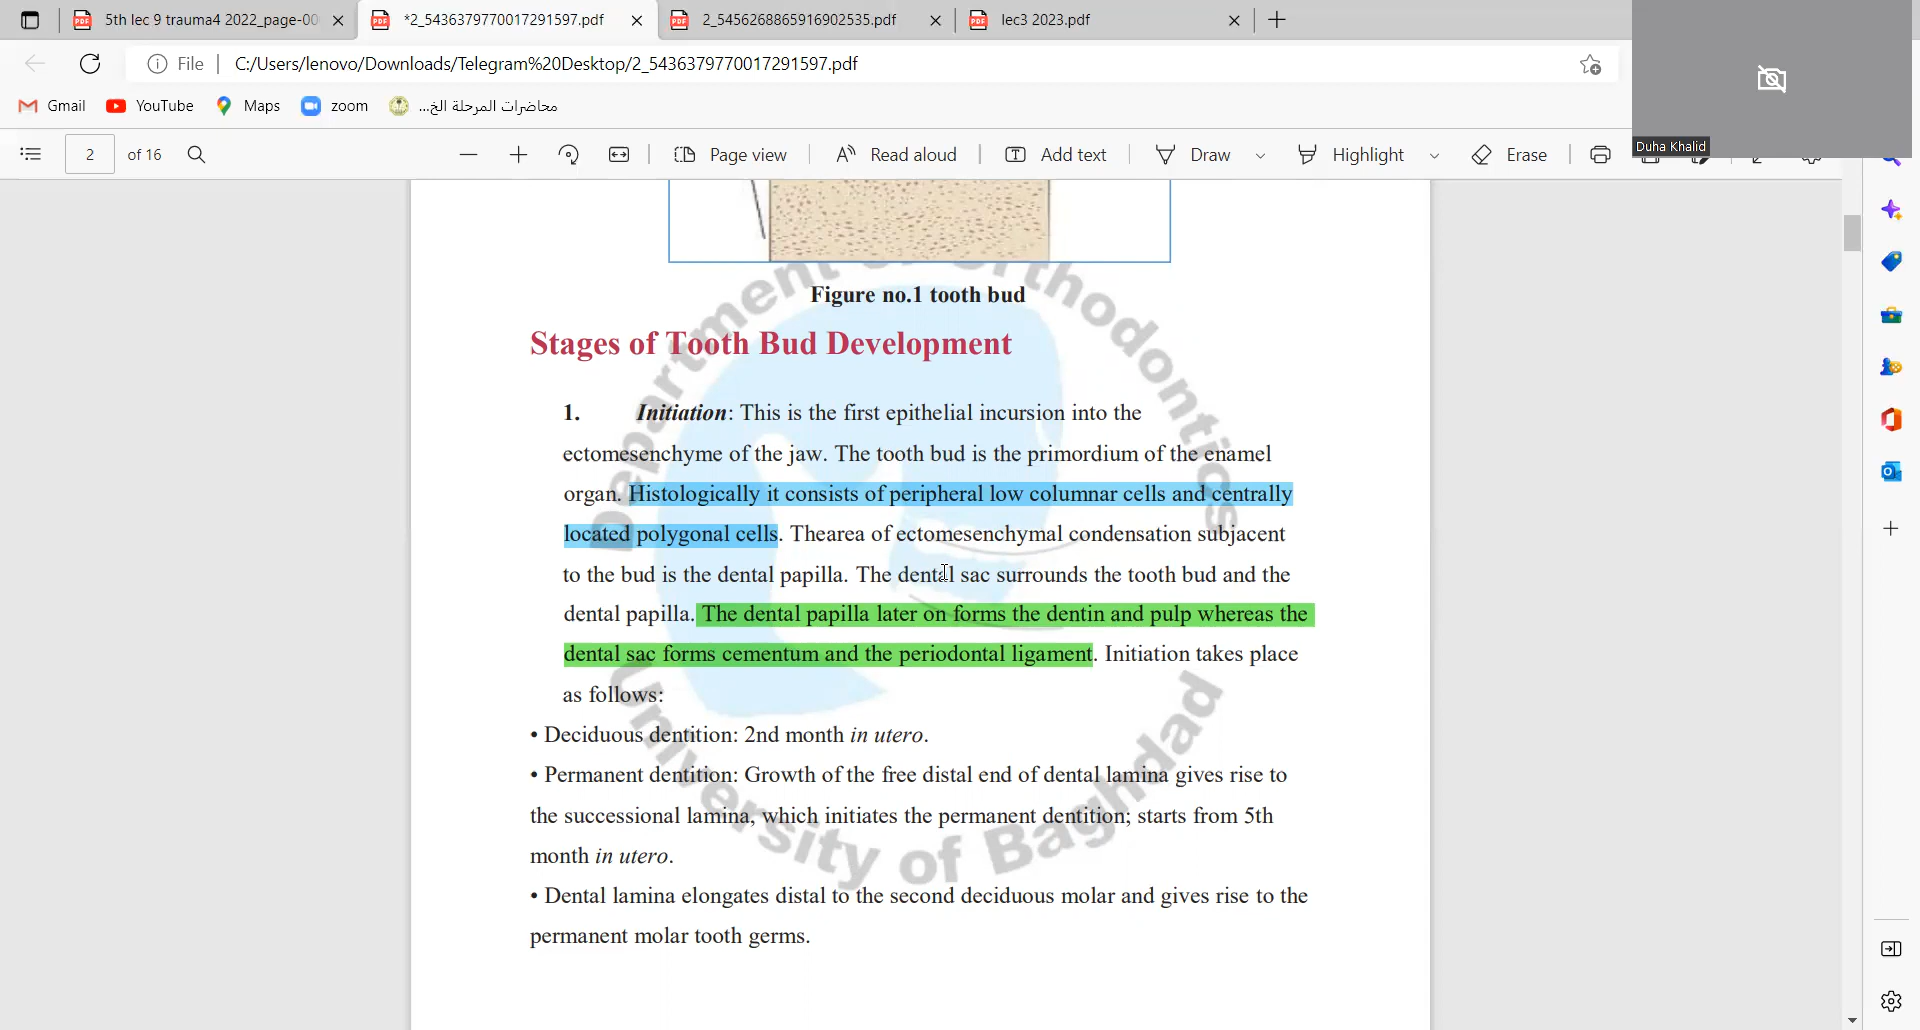 5th lec 9 trauma4 2022_page-00
*2_5436379770017291597.pdf
2_5456268865916902535.pdf
lec3 2023.pdf
File
C:/Users/lenovo/Downloads/Telegram%20Desktop/2_5436379770017291597.pdf
Gmail
YouTube
Maps
zoom
محاضرات المرحلة الخ...
2 of 16
Page view
Read aloud
Add text
Draw
Highlight
Erase
Duha Khalid
Figure no.1 tooth bud
Stages of Tooth Bud Development
1. Initiation: This is the first epithelial incursion into the
ectomesenchyme of the jaw. The tooth bud is the primordium of the enamel
organ. Histologically it consists of peripheral low columnar cells and centrally
located polygonal cells. Thearea of ectomesenchymal condensation subjacent
to the bud is the dental papilla. The dental sac surrounds the tooth bud and the
dental papilla. The dental papilla later on forms the dentin and pulp whereas the
dental sac forms cementum and the periodontal ligament. Initiation takes place
as follows:
• Deciduous dentition: 2nd month in utero.
• Permanent dentition: Growth of the free distal end of dental lamina gives rise to
the successional lamina, which initiates the permanent dentition; starts from 5th
month in utero.
• Dental lamina elongates distal to the second deciduous molar and gives rise to the
permanent molar tooth germs.
Department of Orthodontics
University of Baghdad